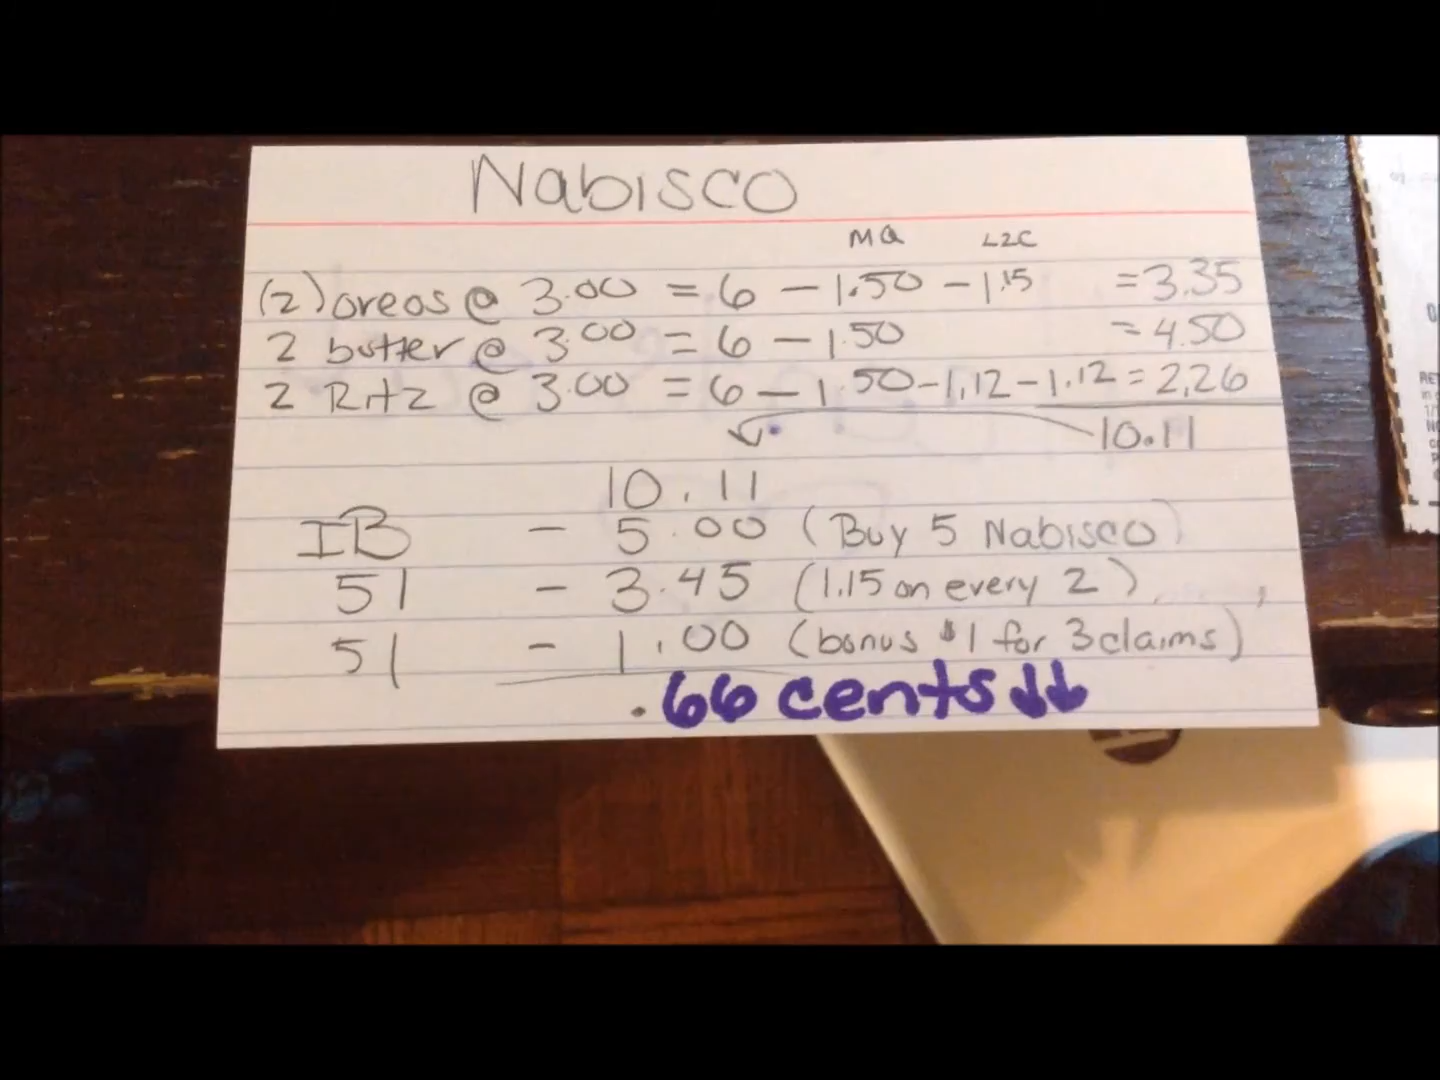 Nabisco
MQ L2C
(2) oreos @ 3.00 = 6 - 1.50 - 1.15 = 3.35
2 butter @ 3.00 = 6 - 1.50 = 4.50
2 Ritz @ 3.00 = 6 - 1.50 - 1.12 - 1.12 = 2.26
10.11
10.11
IB - 5.00 (Buy 5 Nabisco)
51 - 3.45 (1.15 on every 2)
51 - 1.00 (bonus $1 for 3 claims)
.66 cents↓↓